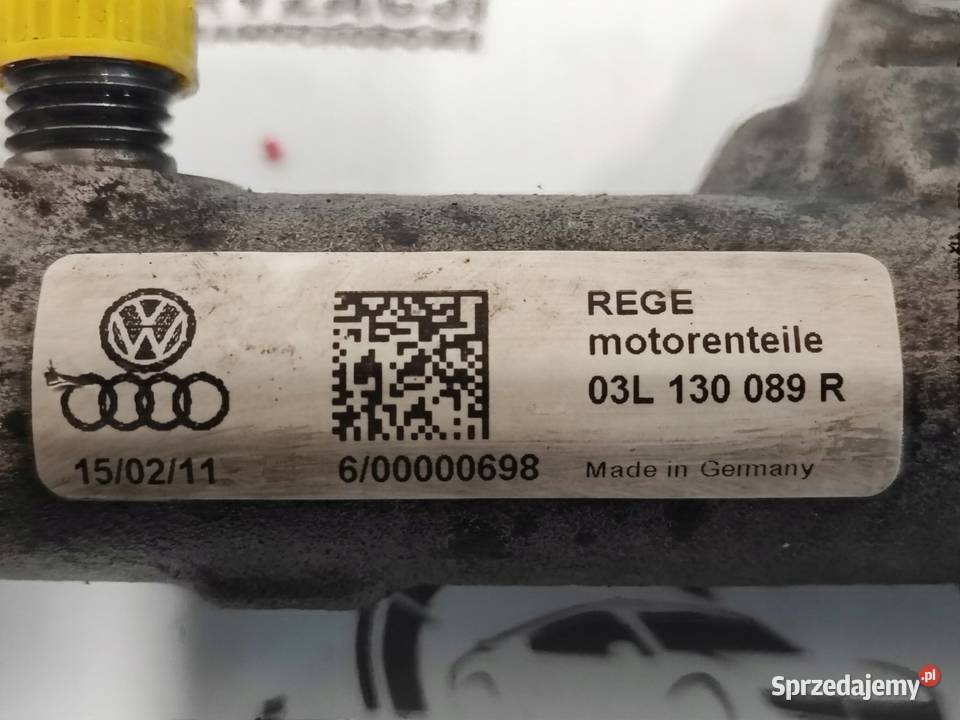 REGE
motorenteile
03L 130 089 R
15/02/11
6/00000698
Made in Germany
Sprzedajemy.pl